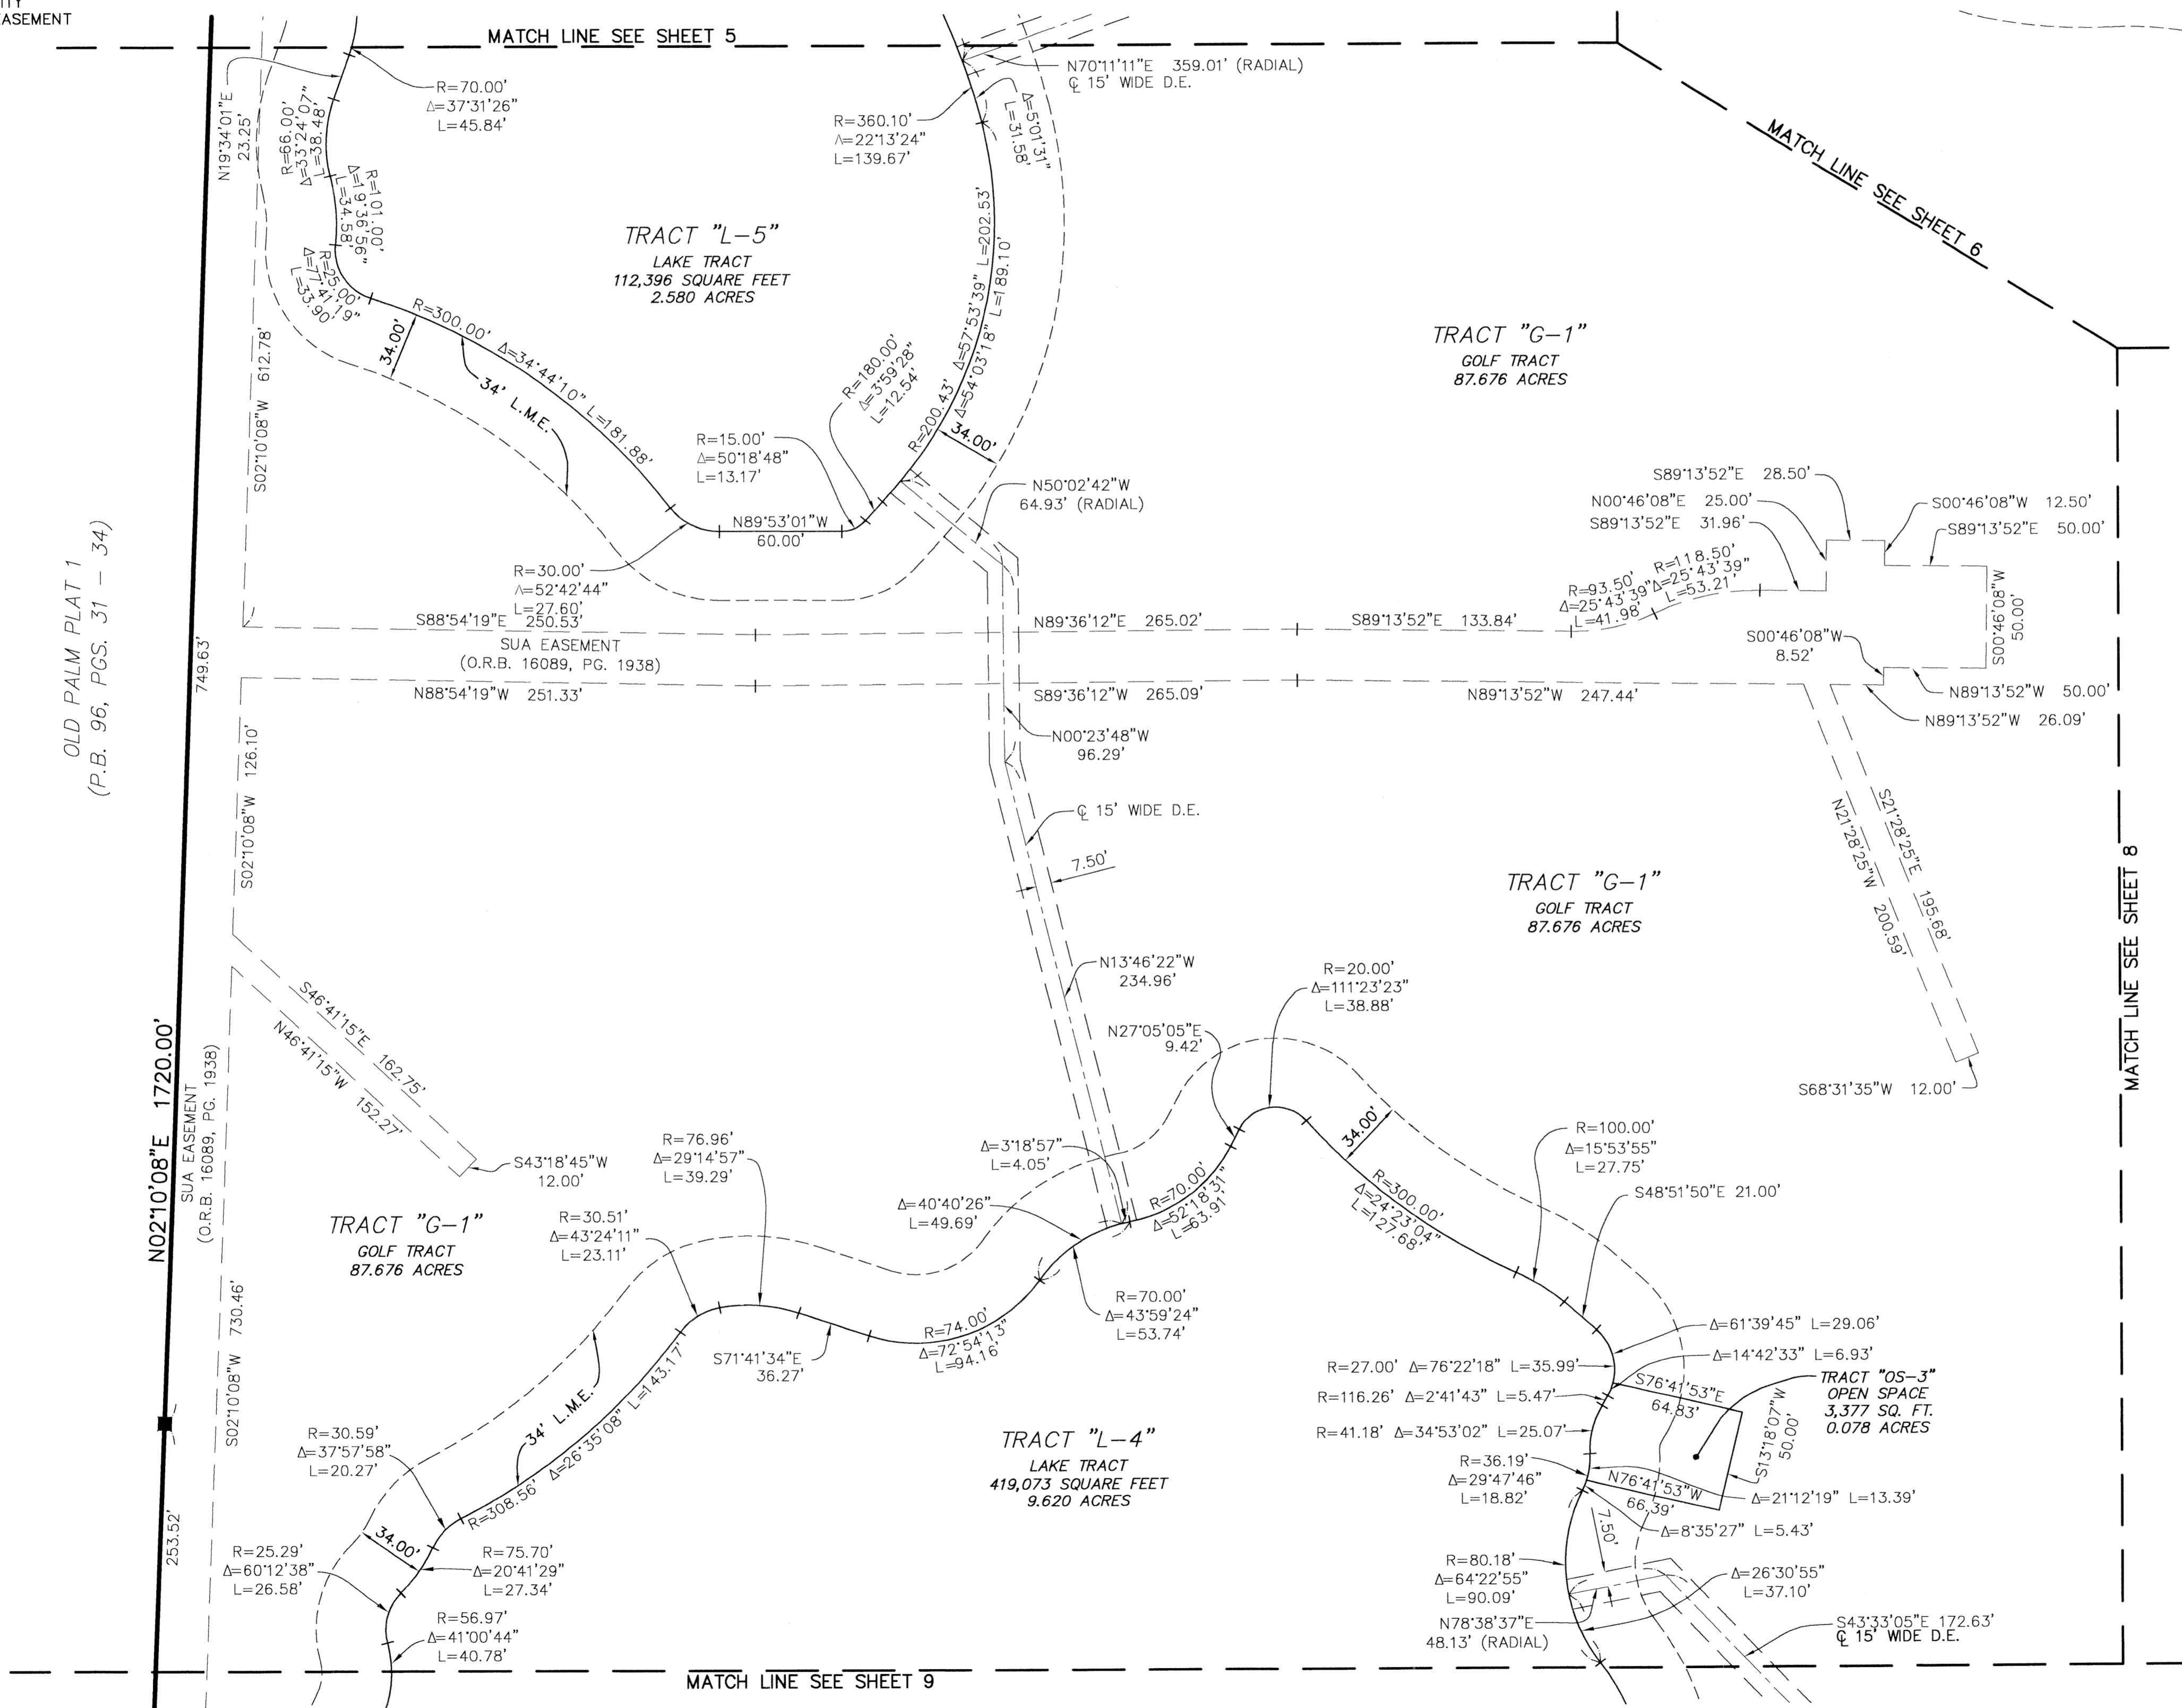 ITY
EASEMENT
MATCH LINE SEE SHEET 5
N70°11'11"E 359.01' (RADIAL)
℄ 15' WIDE D.E.
R=70.00'
Δ=37°31'26"
L=45.84'
N19°34'01"E
23.25'
R=66.00'
Δ=33°24'07"
L=38.48'
R=101.00'
Δ=19°36'56"
L=34.58'
R=25.00'
Δ=77°41'19"
L=33.90'
R=360.10'
Δ=22°13'24"
L=139.67'
Δ=5°01'31"
L=31.58'
MATCH LINE SEE SHEET 6
TRACT "L-5"
LAKE TRACT
112,396 SQUARE FEET
2.580 ACRES
R=300.00' Δ=34°44'10" L=181.88'
34.00'
34' L.M.E.
R=200.43' Δ=57°53'39" L=202.53'
Δ=54°03'18" L=189.10'
34.00'
R=180.00'
Δ=3°59'28"
L=12.54'
R=15.00'
Δ=50°18'48"
L=13.17'
N89°53'01"W
60.00'
R=30.00'
Δ=52°42'44"
L=27.60'
N50°02'42"W
64.93' (RADIAL)
TRACT "G-1"
GOLF TRACT
87.676 ACRES
S89°13'52"E 28.50'
N00°46'08"E 25.00'
S89°13'52"E 31.96'
S00°46'08"W 12.50'
S89°13'52"E 50.00'
R=118.50'
Δ=25°43'39"
L=53.21'
R=93.50'
Δ=25°43'39"
L=41.98'
S00°46'08"W
50.00'
S00°46'08"W
8.52'
N89°13'52"W 50.00'
N89°13'52"W 26.09'
S02°10'08"W 612.78'
OLD PALM PLAT 1
(P.B. 96, PGS. 31 - 34)
749.63'
S88°54'19"E 250.53'
SUA EASEMENT
(O.R.B. 16089, PG. 1938)
N88°54'19"W 251.33'
N89°36'12"E 265.02'
S89°13'52"E 133.84'
S89°36'12"W 265.09'
N89°13'52"W 247.44'
N00°23'48"W
96.29'
℄ 15' WIDE D.E.
7.50'
S02°10'08"W 126.10'
S21°28'25"E 195.68'
N21°28'25"W 200.59'
S68°31'35"W 12.00'
MATCH LINE SEE SHEET 8
TRACT "G-1"
GOLF TRACT
87.676 ACRES
N13°46'22"W
234.96'
R=20.00'
Δ=111°23'23"
L=38.88'
N27°05'05"E
9.42'
S46°41'15"E 162.75'
N46°41'15"W 152.27'
S43°18'45"W
12.00'
N02°10'08"E 1720.00'
SUA EASEMENT
(O.R.B. 16089, PG. 1938)
S02°10'08"W 730.46'
253.52'
TRACT "G-1"
GOLF TRACT
87.676 ACRES
R=76.96'
Δ=29°14'57"
L=39.29'
R=30.51'
Δ=43°24'11"
L=23.11'
Δ=3°18'57"
L=4.05'
Δ=40°40'26"
L=49.69'
R=70.00'
Δ=52°18'31"
L=63.91'
34.00'
R=300.00'
Δ=24°23'04"
L=127.68'
R=100.00'
Δ=15°53'55"
L=27.75'
S48°51'50"E 21.00'
R=70.00'
Δ=43°59'24"
L=53.74'
R=74.00'
Δ=72°54'13"
L=94.16'
S71°41'34"E
36.27'
R=308.56' Δ=26°35'08" L=143.17'
34' L.M.E.
R=30.59'
Δ=37°57'58"
L=20.27'
34.00'
R=25.29'
Δ=60°12'38"
L=26.58'
R=75.70'
Δ=20°41'29"
L=27.34'
R=56.97'
Δ=41°00'44"
L=40.78'
TRACT "L-4"
LAKE TRACT
419,073 SQUARE FEET
9.620 ACRES
Δ=61°39'45" L=29.06'
Δ=14°42'33" L=6.93'
R=27.00' Δ=76°22'18" L=35.99'
R=116.26' Δ=2°41'43" L=5.47'
R=41.18' Δ=34°53'02" L=25.07'
S76°41'53"E
64.83'
TRACT "OS-3"
OPEN SPACE
3,377 SQ. FT.
0.078 ACRES
S13°18'07"W
50.00'
R=36.19'
Δ=29°47'46"
L=18.82'
N76°41'53"W
66.39'
Δ=21°12'19" L=13.39'
Δ=8°35'27" L=5.43'
7.50'
R=80.18'
Δ=64°22'55"
L=90.09'
Δ=26°30'55"
L=37.10'
N78°38'37"E
48.13' (RADIAL)
S43°33'05"E 172.63'
℄ 15' WIDE D.E.
MATCH LINE SEE SHEET 9